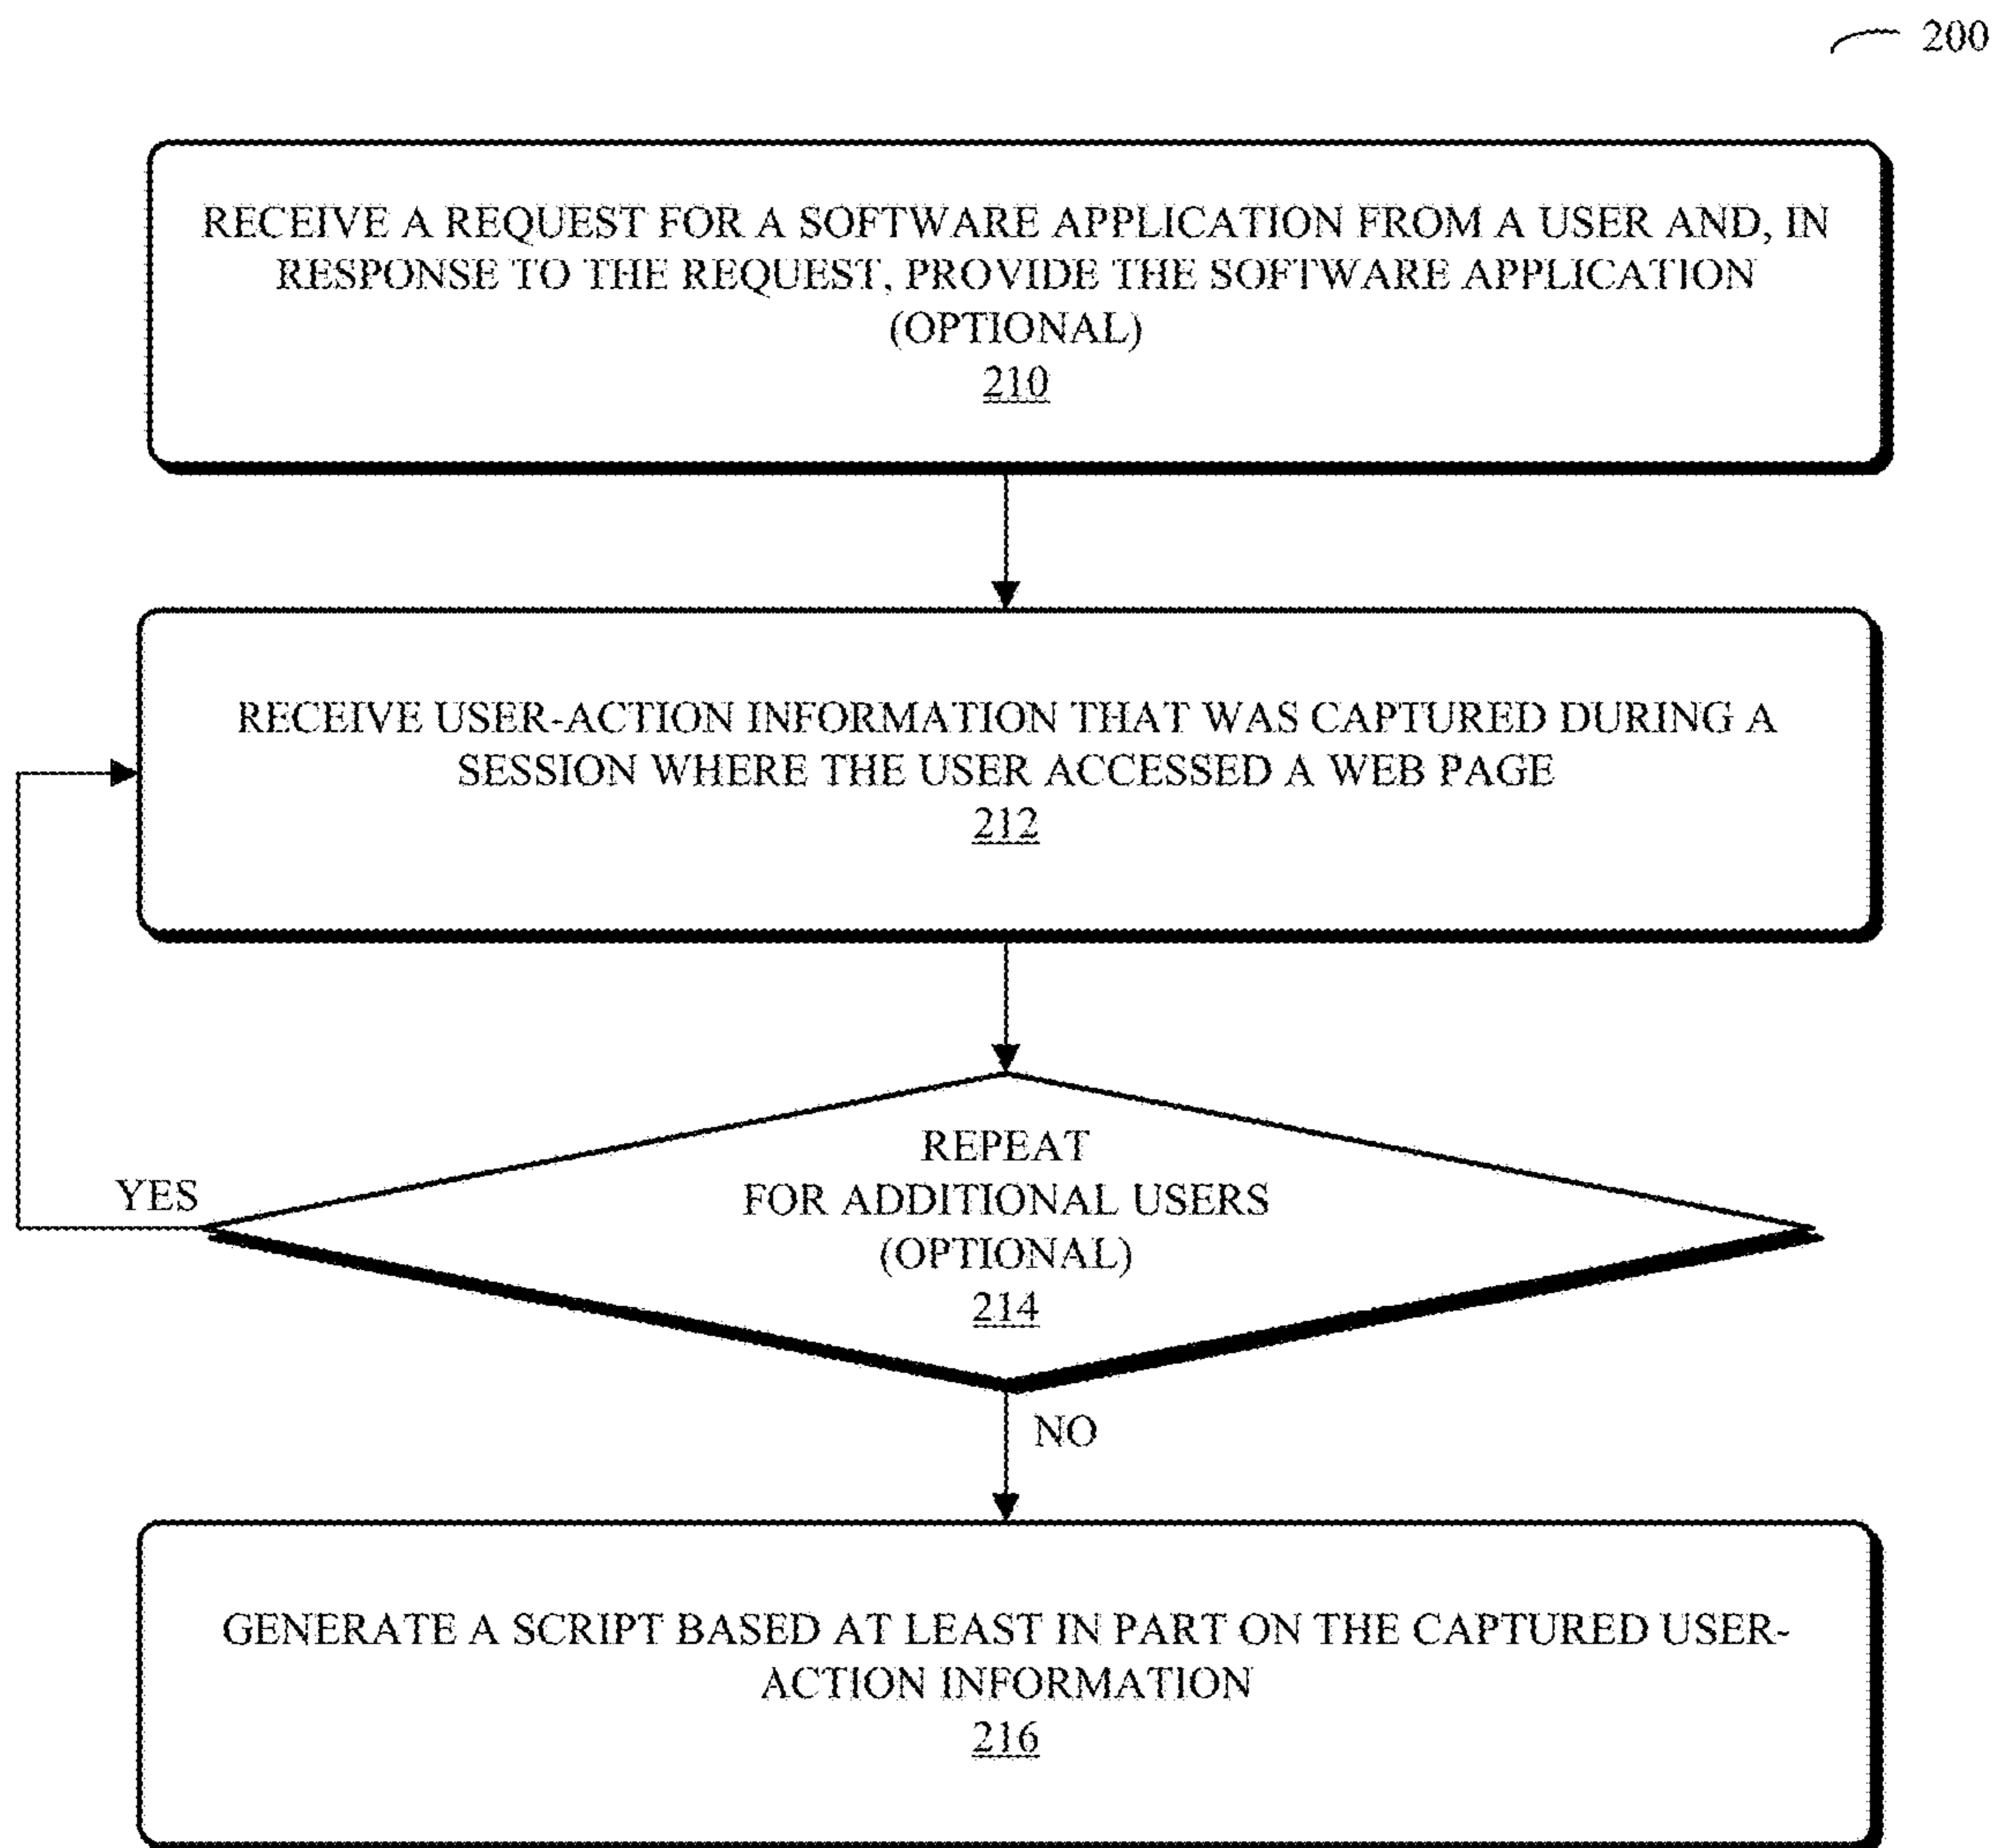 200
RECEIVE A REQUEST FOR A SOFTWARE APPLICATION FROM A USER AND, IN
RESPONSE TO THE REQUEST, PROVIDE THE SOFTWARE APPLICATION
(OPTIONAL)
210
RECEIVE USER-ACTION INFORMATION THAT WAS CAPTURED DURING A
SESSION WHERE THE USER ACCESSED A WEB PAGE
212
REPEAT
FOR ADDITIONAL USERS
(OPTIONAL)
214
YES
NO
GENERATE A SCRIPT BASED AT LEAST IN PART ON THE CAPTURED USER-
ACTION INFORMATION
216